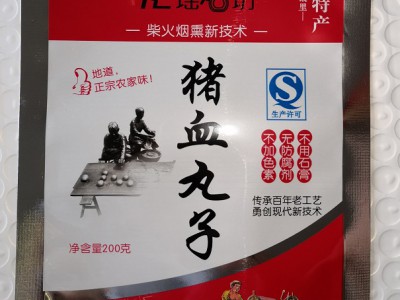 特产
柴火烟熏新技术
地道,
正宗农家味!
猪血丸子
生产许可
不用石膏
无防腐剂
不加色素
传承百年老工艺
勇创现代新技术
净含量200克